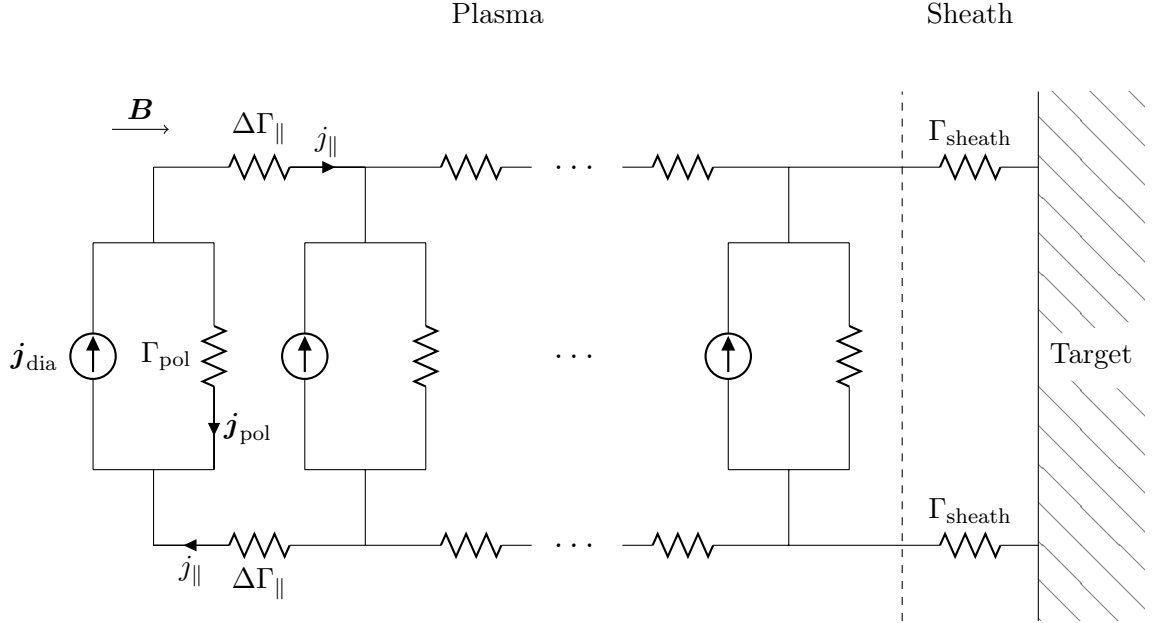 Plasma
Sheath
B
ΔΓ∥
j∥
Γsheath
. . .
jdia
Γpol
. . .
Target
jpol
Γsheath
. . .
j∥
ΔΓ∥